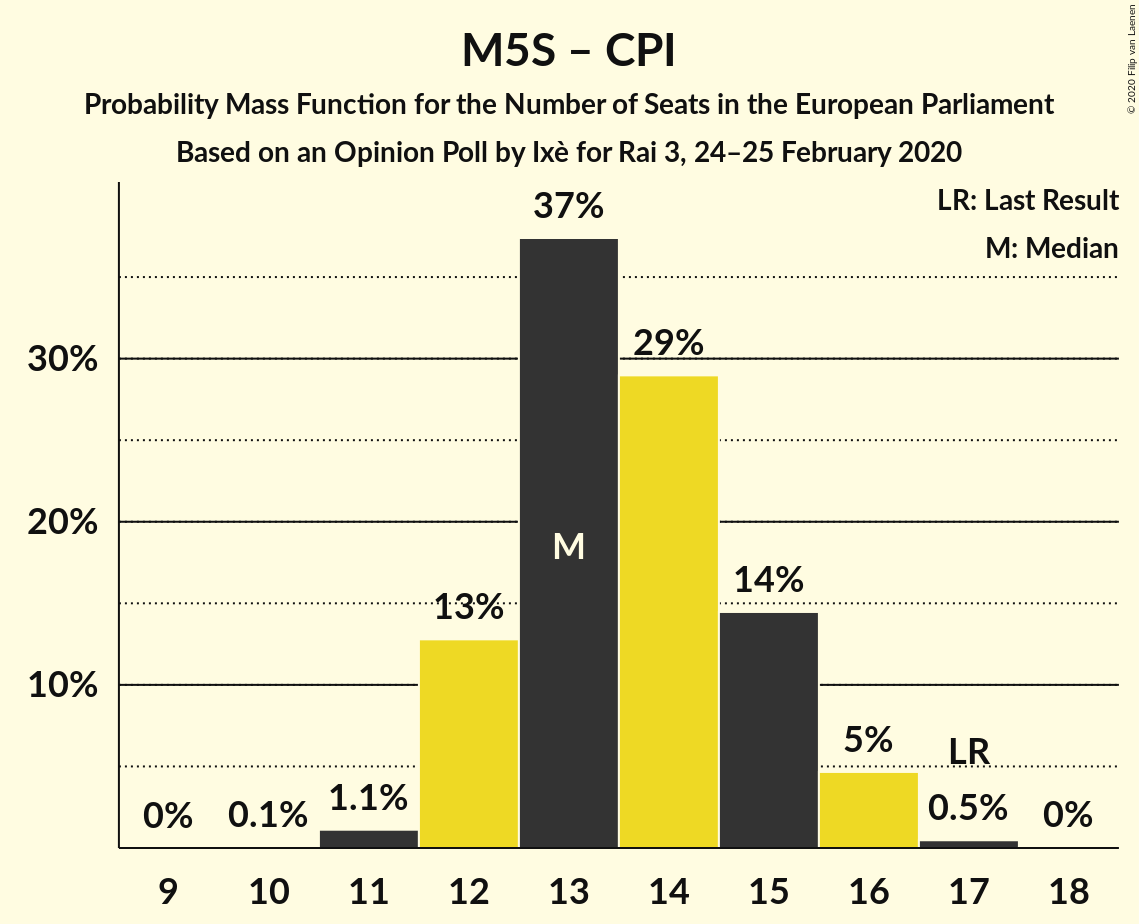 M5S – CPI
Probability Mass Function for the Number of Seats in the European Parliament
Based on an Opinion Poll by Ixè for Rai 3, 24–25 February 2020
© 2020 Filip van Laenen
LR: Last Result
M: Median
37%
29%
30%
M
20%
14%
13%
10%
5%
LR
1.1%
0.5%
0%
0.1%
0%
9 10 11 12 13 14 15 16 17 18